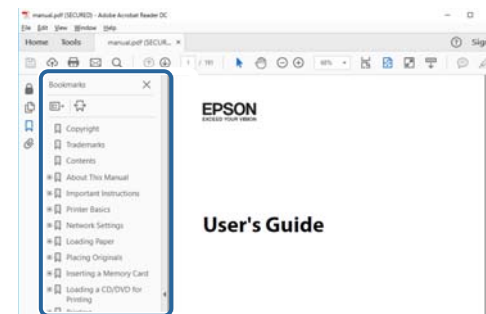 manual.pdf (SECURED) - Adobe Acrobat Reader DC
File Edit View Window Help
Home Tools manual.pdf (SECUR... ×
1 / 191
Bookmarks
Copyright
Trademarks
Contents
About This Manual
Important Instructions
Printer Basics
Network Settings
Loading Paper
Placing Originals
Inserting a Memory Card
Loading a CD/DVD for
Printing
EPSON
EXCEED YOUR VISION
User's Guide